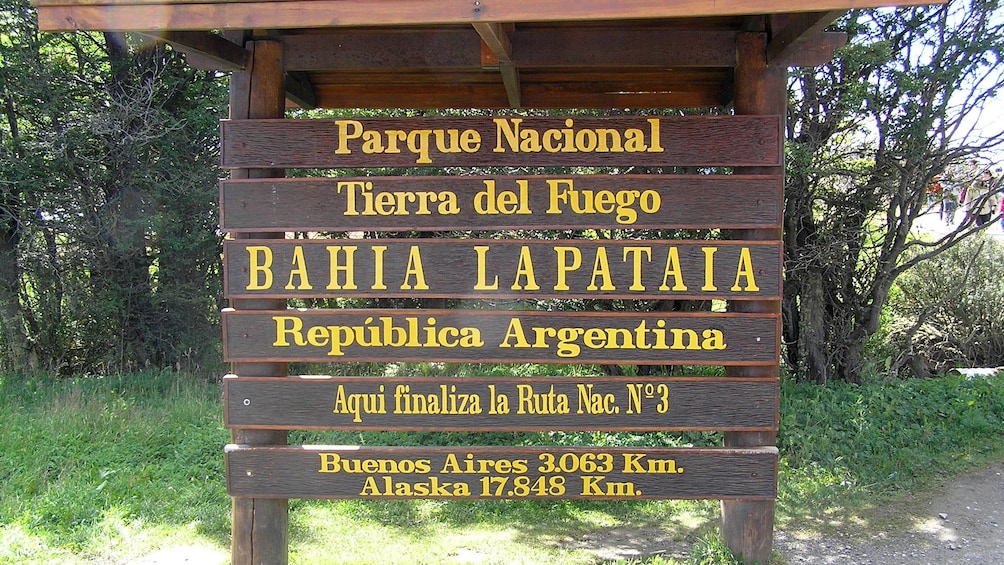 Parque Nacional
Tierra del Fuego
BAHIA LAPATAIA
República Argentina
Aqui finaliza la Ruta Nac. Nº3
Buenos Aires 3.063 Km.
Alaska 17.848 Km.